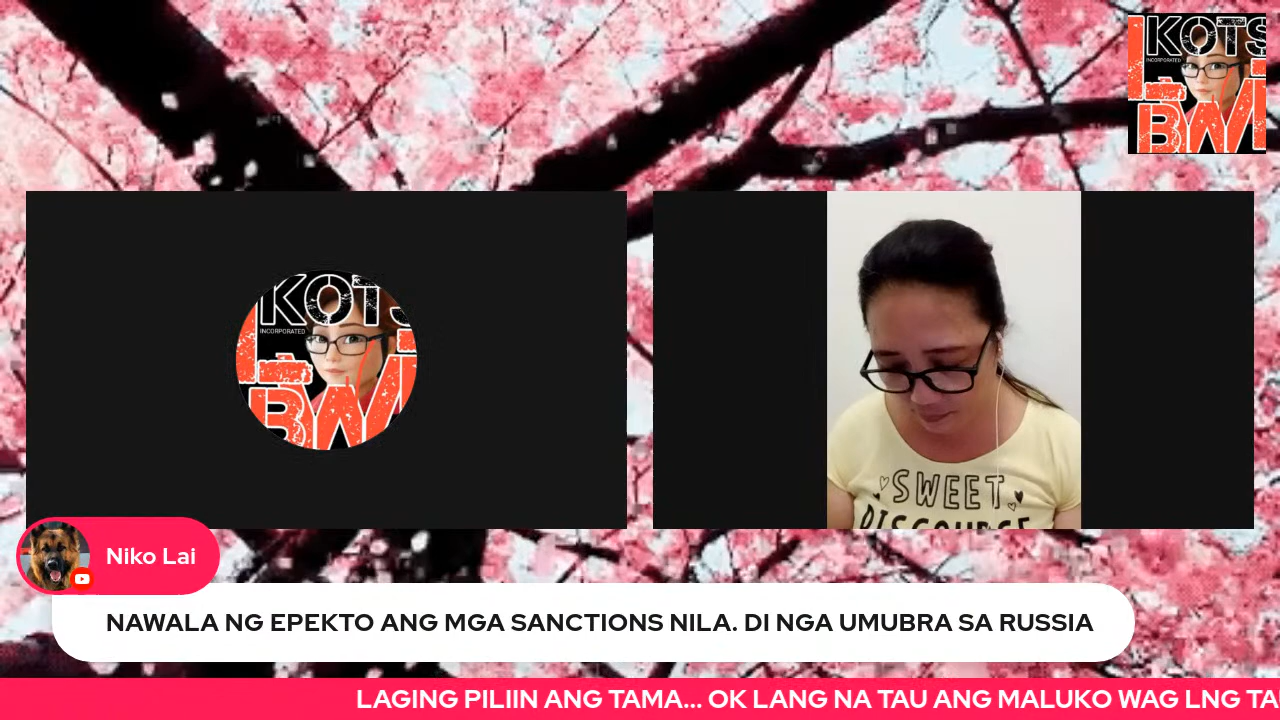 KOTS
INCORPORATED
BW
KOTS
INCORPORATED
BW
SWEET
DISCOURSE
Niko Lai
NAWALA NG EPEKTO ANG MGA SANCTIONS NILA. DI NGA UMUBRA SA RUSSIA
LAGING PILIIN ANG TAMA... OK LANG NA TAU ANG MALUKO WAG LNG TA